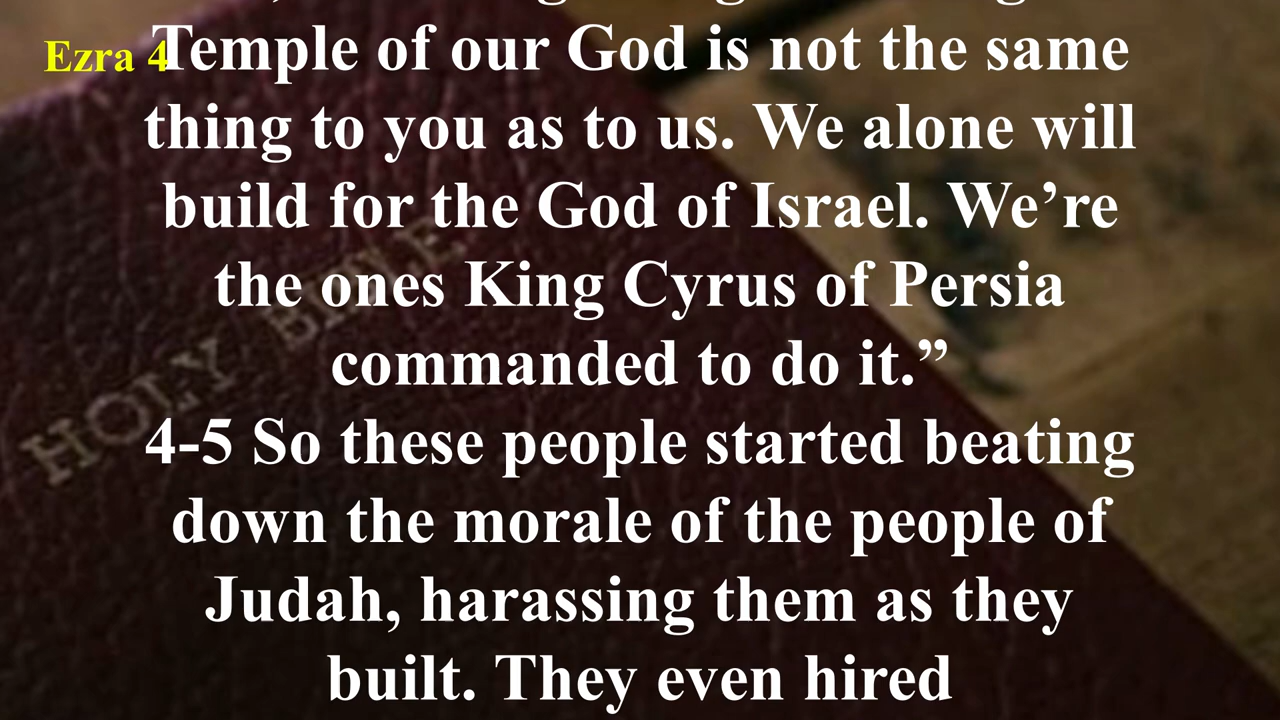 Ezra 4
Temple of our God is not the same
thing to you as to us. We alone will
build for the God of Israel. We’re
the ones King Cyrus of Persia
commanded to do it.”
4-5 So these people started beating
down the morale of the people of
Judah, harassing them as they
built. They even hired
HOLY BIBLE